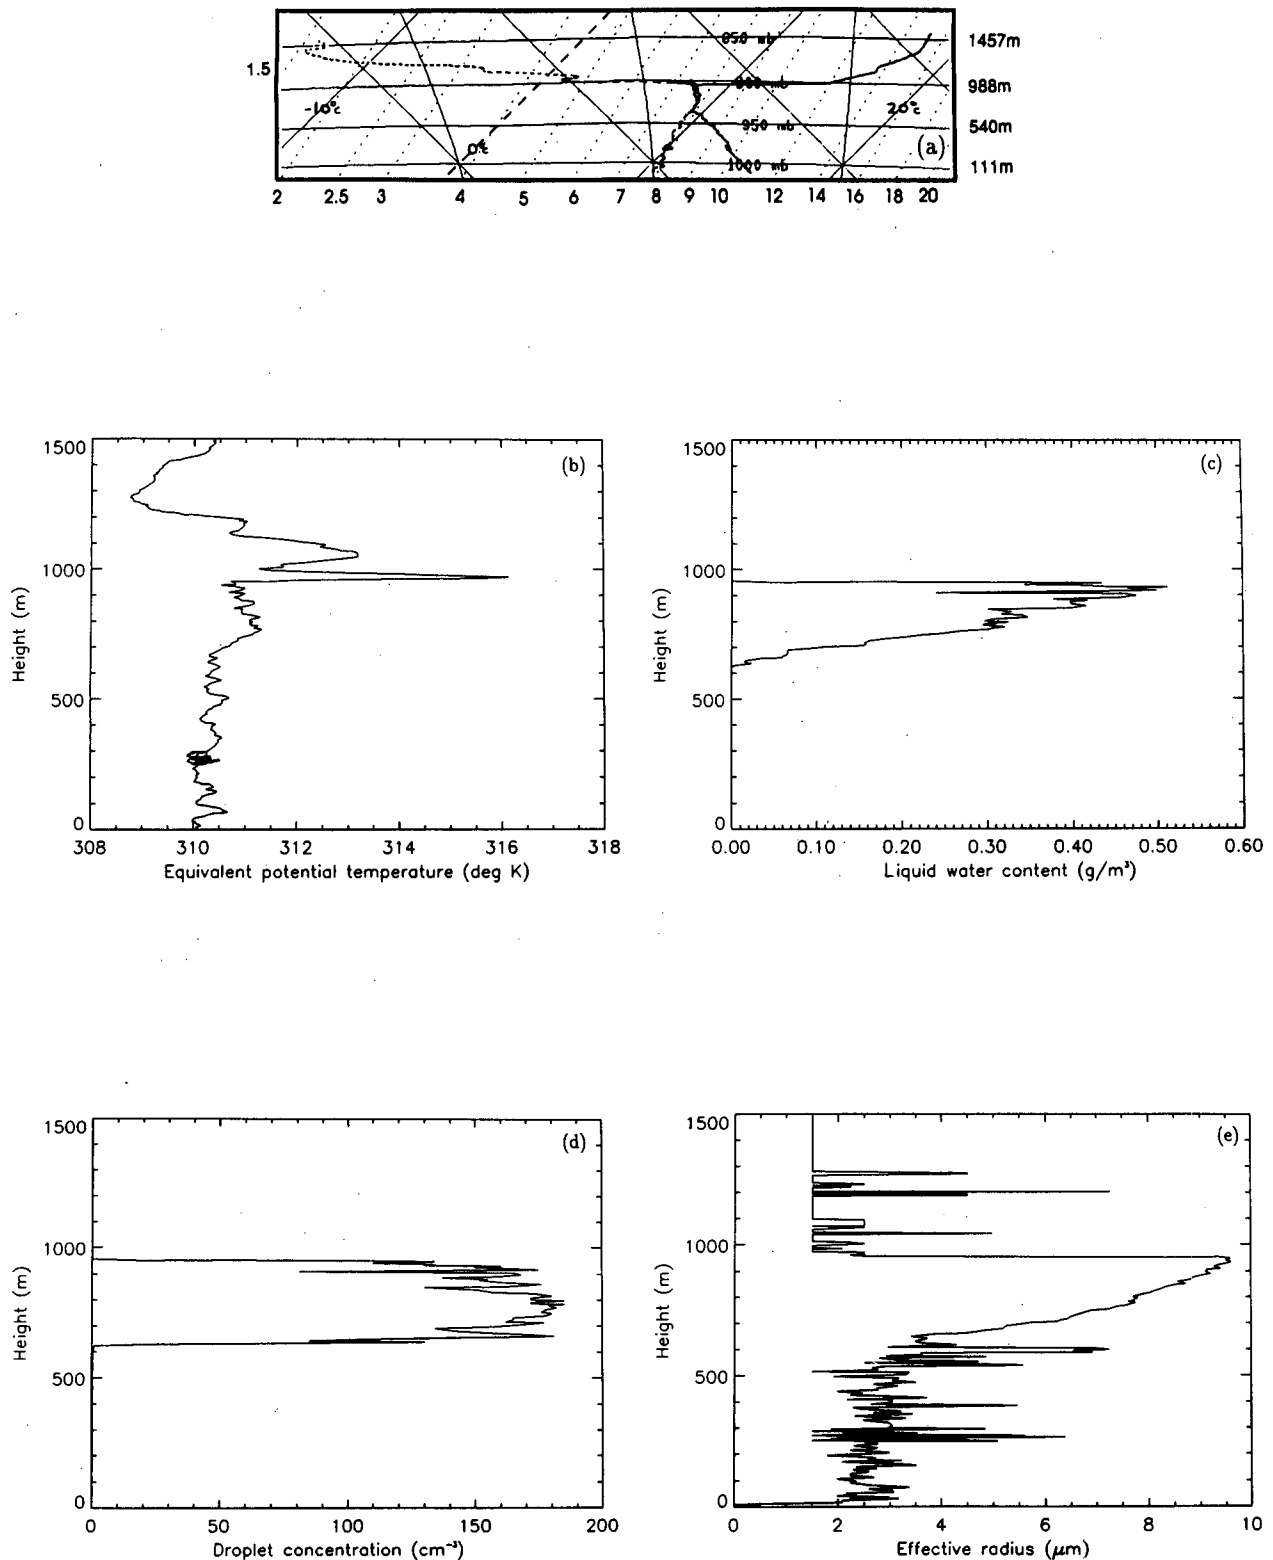 850 mb
1457m
1.5
900 mb
988m
-10°c
20°c
950 mb
540m
0°c
(a)
1000 mb
111m
2 2.5 3 4 5 6 7 8 9 10 12 14 16 18 20
1500
(b)
1000
Height (m)
500
0
308 310 312 314 316 318
Equivalent potential temperature (deg K)
1500
(c)
1000
Height (m)
500
0
0.00 0.10 0.20 0.30 0.40 0.50 0.60
Liquid water content (g/m³)
1500
(d)
1000
Height (m)
500
0
0 50 100 150 200
Droplet concentration (cm⁻³)
1500
(e)
1000
Height (m)
500
0
0 2 4 6 8 10
Effective radius (μm)